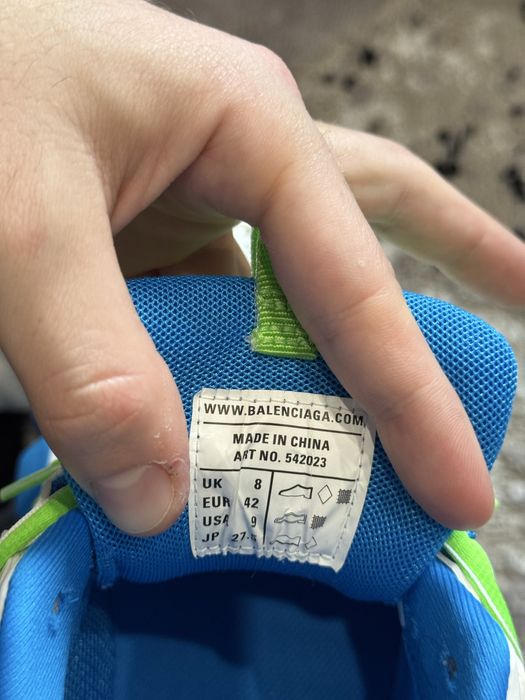 WWW.BALENCIAGA.COM
MADE IN CHINA
ART NO. 542023
UK 8
EUR 42
USA 9
JP